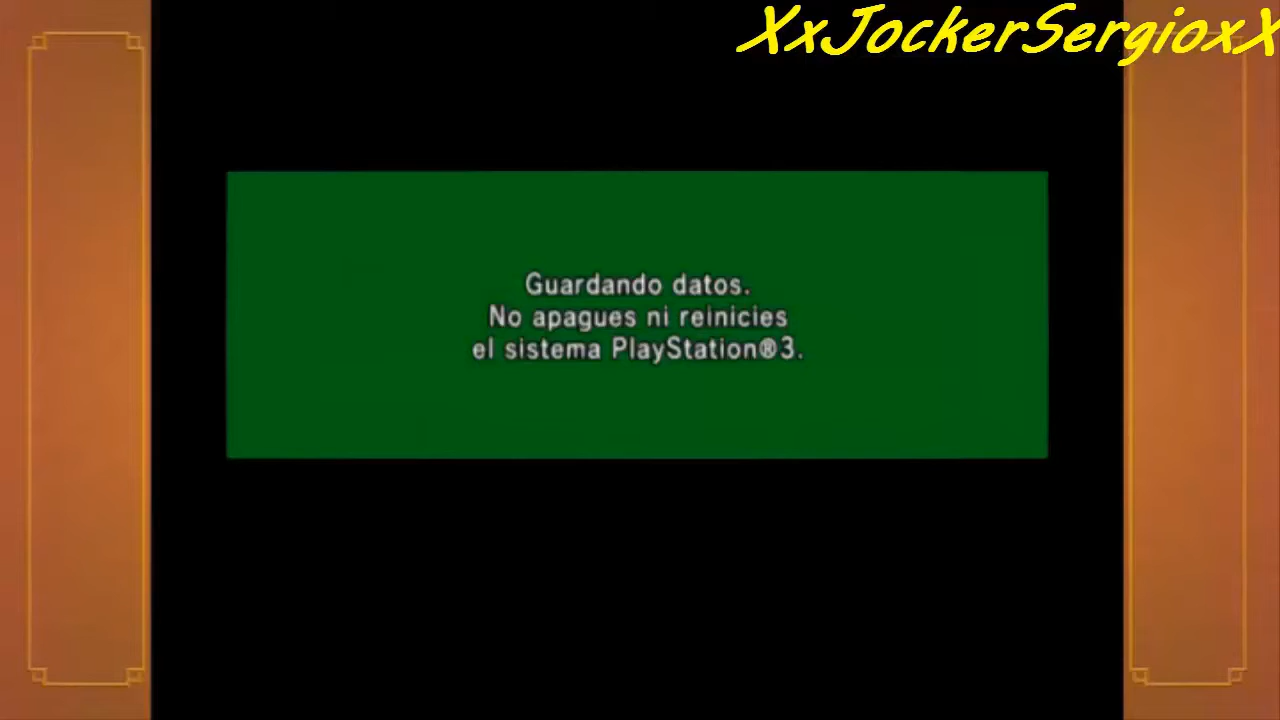 XxJockerSergioxX
Guardando datos.
No apagues ni reinicies
el sistema PlayStation®3.